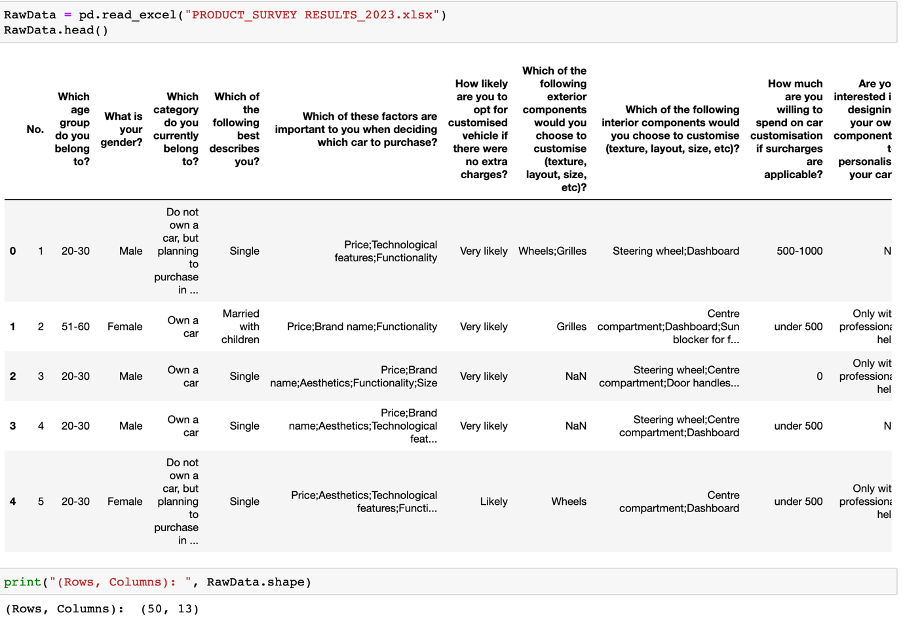 RawData = pd.read_excel("PRODUCT_SURVEY RESULTS_2023.xlsx")
RawData.head()
No.
Which
age
group
do you
belong
to?
What is
your
gender?
Which
category
do you
currently
belong
to?
Which of
the
following
best
describes
you?
Which of these factors are
important to you when deciding
which car to purchase?
How likely
are you to
opt for
customised
vehicle if
there were
no extra
charges?
Which of the
following
exterior
components
would you
choose to
customise
(texture,
layout, size,
etc)?
Which of the following
interior components would
you choose to customise
(texture, layout, size, etc)?
How much
are you
willing to
spend on car
customisation
if surcharges
are
applicable?
Are yo
interested i
designin
your ow
component
t
personalis
your car
0
1
20-30
Male
Do not
own a
car, but
planning
to
purchase
in ...
Single
Price;Technological
features;Functionality
Very likely
Wheels;Grilles
Steering wheel;Dashboard
500-1000
N
1
2
51-60
Female
Own a
car
Married
with
children
Price;Brand name;Functionality
Very likely
Grilles
Centre
compartment;Dashboard;Sun
blocker for f...
under 500
Only wit
professiona
hel
2
3
20-30
Male
Own a
car
Single
Price;Brand
name;Aesthetics;Functionality;Size
Very likely
NaN
Steering wheel;Centre
compartment;Door handles...
0
Only wit
professiona
hel
3
4
20-30
Male
Own a
car
Single
Price;Brand
name;Aesthetics;Technological
feat...
Very likely
NaN
Steering wheel;Centre
compartment;Dashboard
under 500
N
4
5
20-30
Female
Do not
own a
car, but
planning
to
purchase
in ...
Single
Price;Aesthetics;Technological
features;Functi...
Likely
Wheels
Centre
compartment;Dashboard
under 500
Only wit
professiona
hel
print("(Rows, Columns): ", RawData.shape)
(Rows, Columns):  (50, 13)